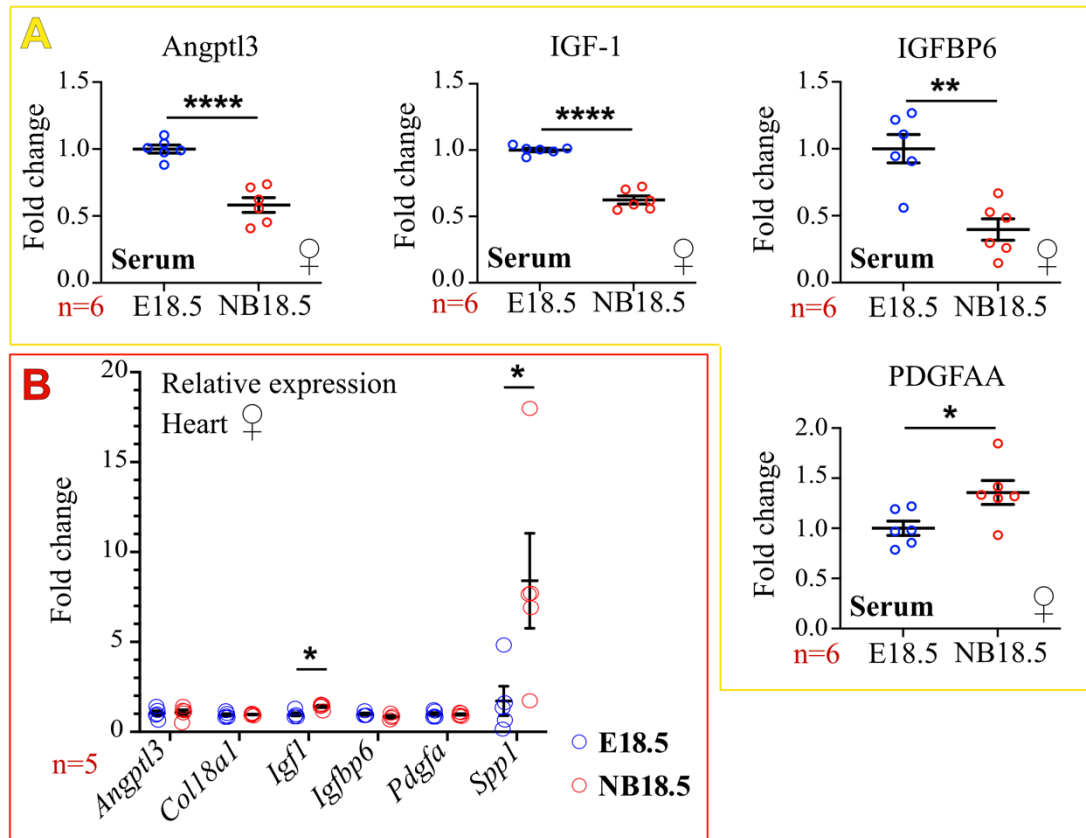 A
Angptl3
Fold change
1.5
1.0
0.5
0.0
****
Serum
♀
n=6
E18.5 NB18.5
IGF-1
Fold change
1.5
1.0
0.5
0.0
****
Serum
♀
n=6
E18.5 NB18.5
IGFBP6
Fold change
1.5
1.0
0.5
0.0
**
Serum
♀
n=6
E18.5 NB18.5
PDGFAA
Fold change
2.0
1.5
1.0
0.5
0.0
*
Serum
♀
n=6
E18.5 NB18.5
B
Relative expression
Heart ♀
Fold change
20
15
10
5
0
*
*
n=5
Angptl3
Col18a1
Igf1
Igfbp6
Pdgfa
Spp1
E18.5
NB18.5